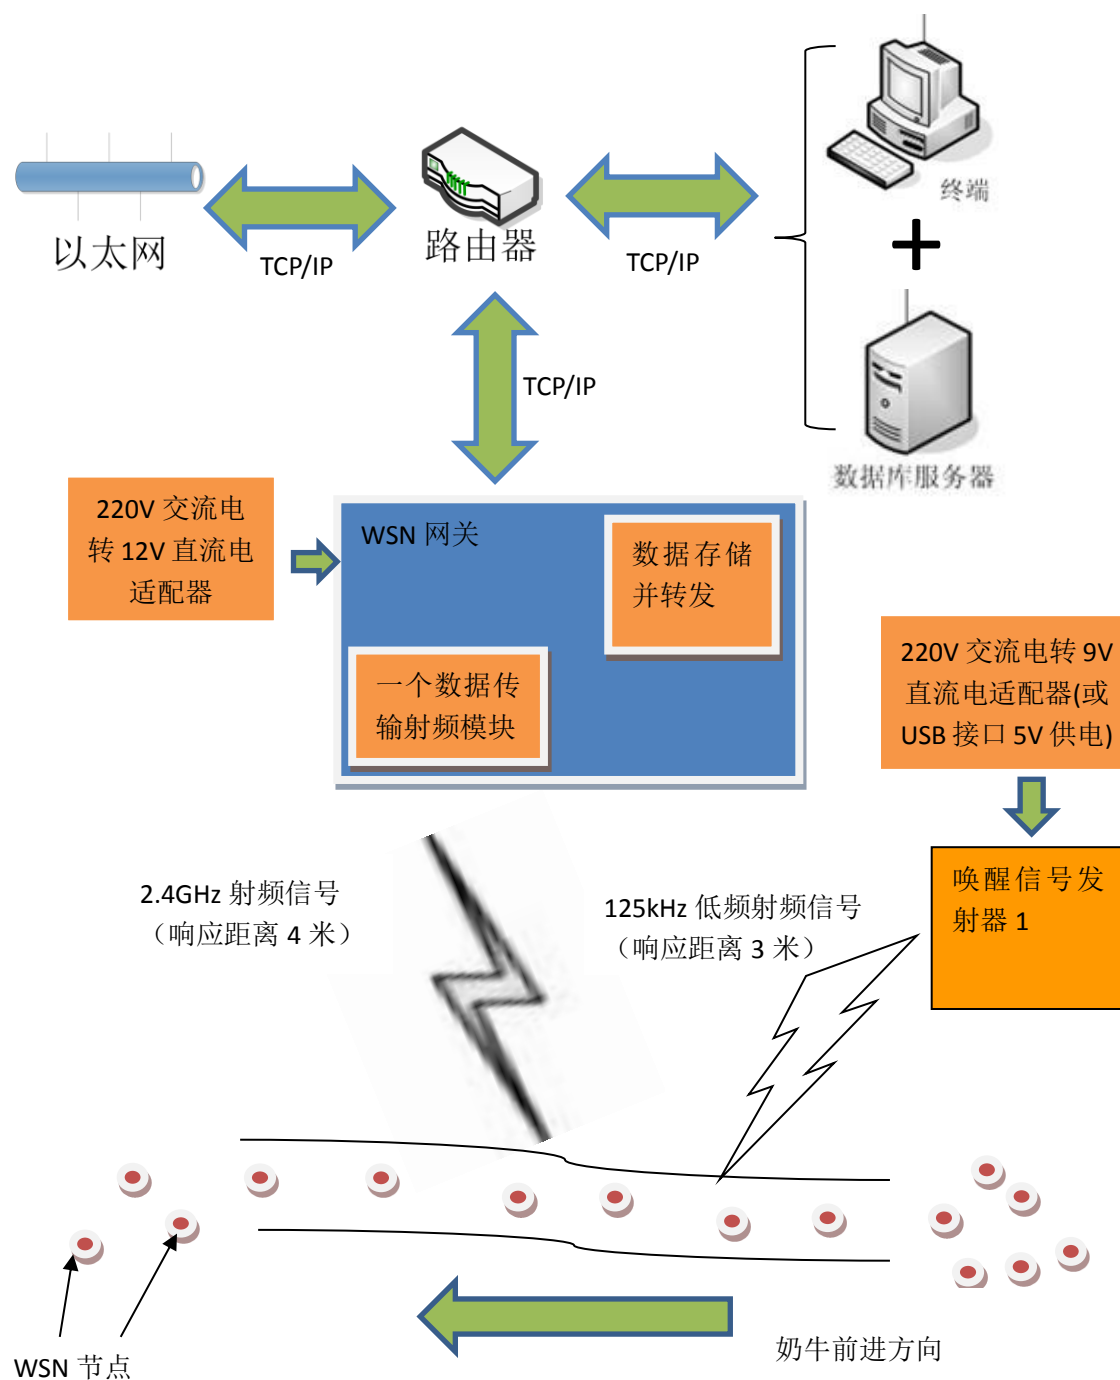 终端
以太网
路由器
TCP/IP
TCP/IP
TCP/IP
数据库服务器
220V 交流电
转 12V 直流电
适配器
WSN 网关
数据存储
并转发
一个数据传
输射频模块
220V 交流电转 9V
直流电适配器(或
USB 接口 5V 供电)
2.4GHz 射频信号
（响应距离 4 米）
125kHz 低频射频信号
（响应距离 3 米）
唤醒信号发
射器 1
奶牛前进方向
WSN 节点